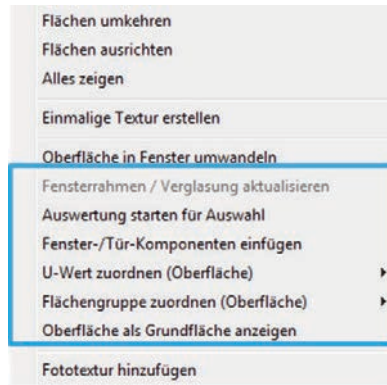 Flächen umkehren
Flächen ausrichten
Alles zeigen
Einmalige Textur erstellen
Oberfläche in Fenster umwandeln
Fensterrahmen / Verglasung aktualisieren
Auswertung starten für Auswahl
Fenster-/Tür-Komponenten einfügen
U-Wert zuordnen (Oberfläche)
Flächengruppe zuordnen (Oberfläche)
Oberfläche als Grundfläche anzeigen
Fototextur hinzufügen